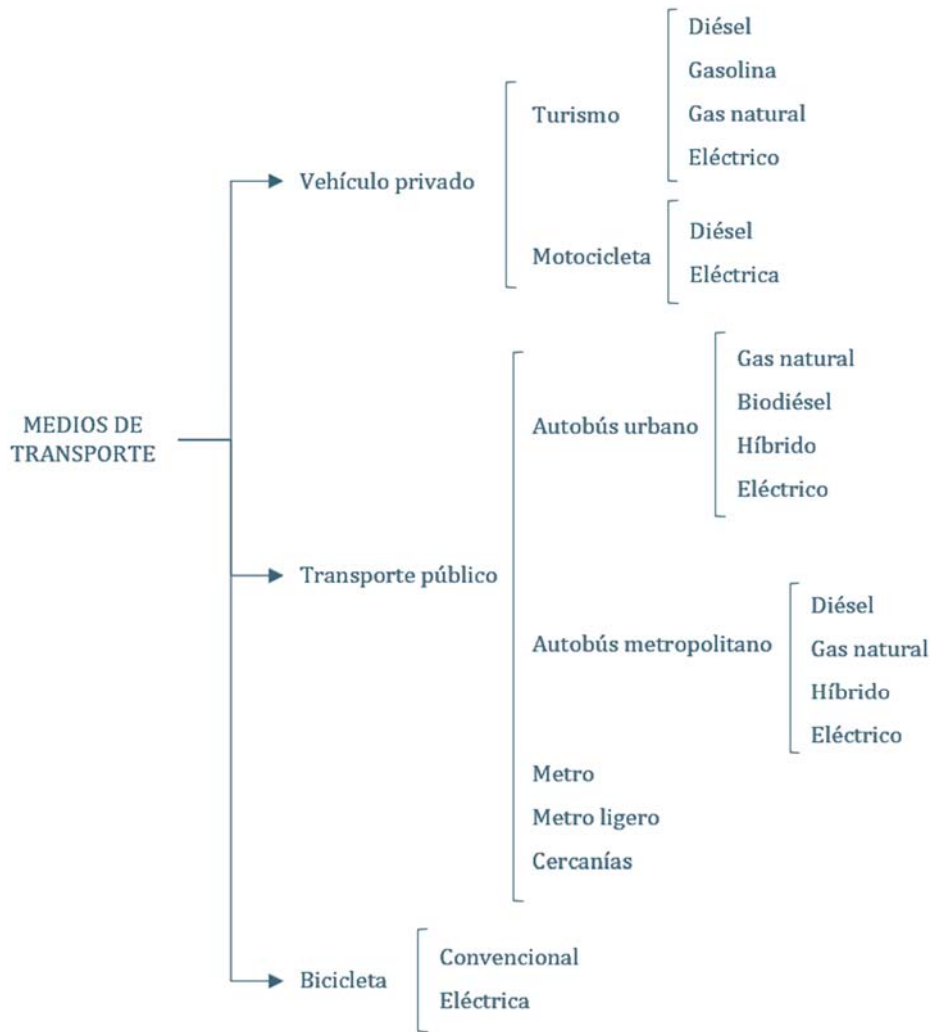 MEDIOS DE
TRANSPORTE
Vehículo privado
Turismo
Diésel
Gasolina
Gas natural
Eléctrico
Motocicleta
Diésel
Eléctrica
Transporte público
Autobús urbano
Gas natural
Biodiésel
Híbrido
Eléctrico
Autobús metropolitano
Diésel
Gas natural
Híbrido
Eléctrico
Metro
Metro ligero
Cercanías
Bicicleta
Convencional
Eléctrica